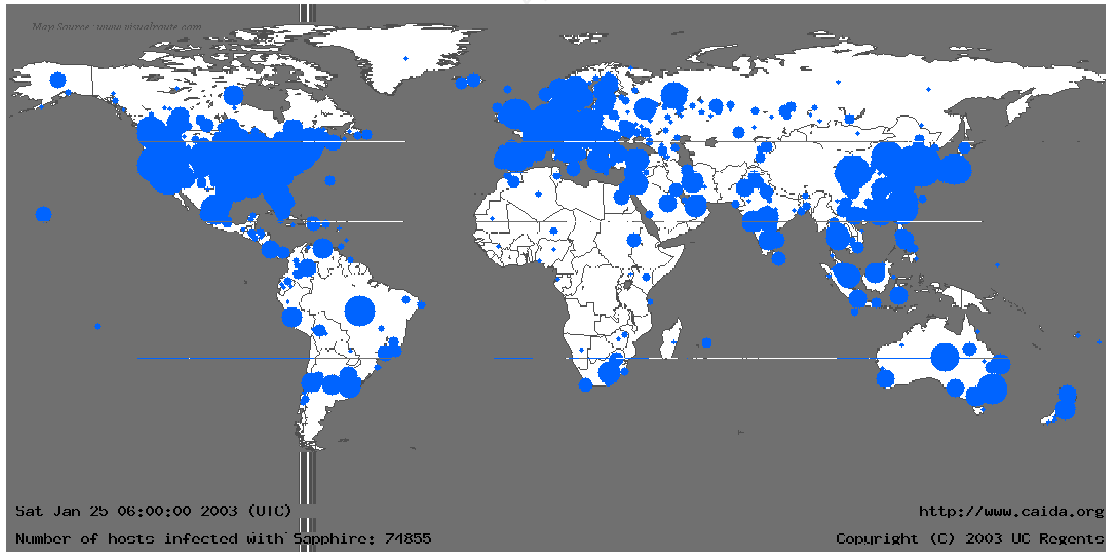 Map Source: www.visualroute.com
Sat Jan 25 06:00:00 2003 (UTC)
http://www.caida.org
Number of hosts infected with Sapphire: 74855
Copyright (C) 2003 UC Regents